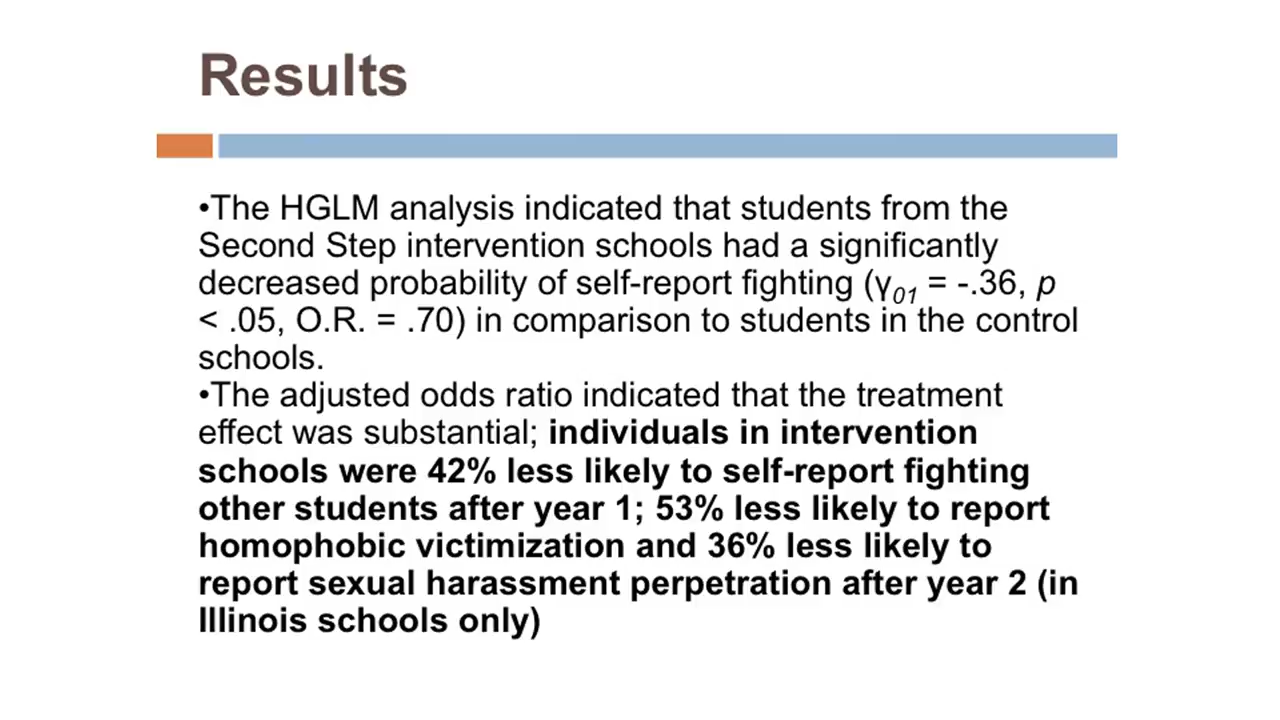 Results
•The HGLM analysis indicated that students from the
Second Step intervention schools had a significantly
decreased probability of self-report fighting (γ01 = -.36, p
< .05, O.R. = .70) in comparison to students in the control
schools.
•The adjusted odds ratio indicated that the treatment
effect was substantial; individuals in intervention
schools were 42% less likely to self-report fighting
other students after year 1; 53% less likely to report
homophobic victimization and 36% less likely to
report sexual harassment perpetration after year 2 (in
Illinois schools only)